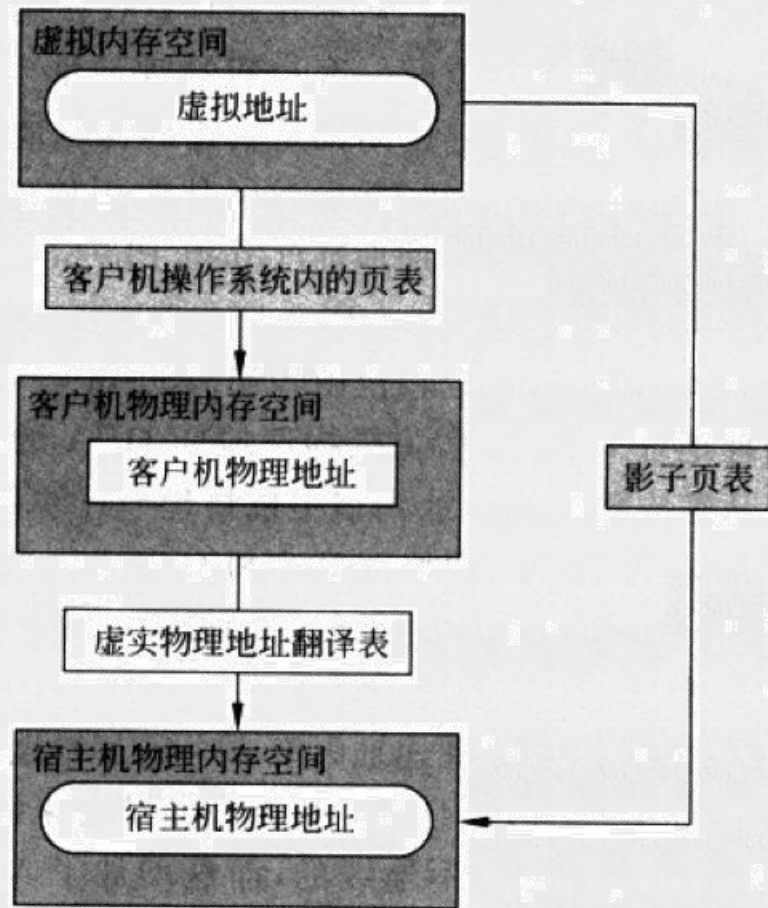 虚拟内存空间
虚拟地址
客户机操作系统内的页表
客户机物理内存空间
客户机物理地址
影子页表
虚实物理地址翻译表
宿主机物理内存空间
宿主机物理地址